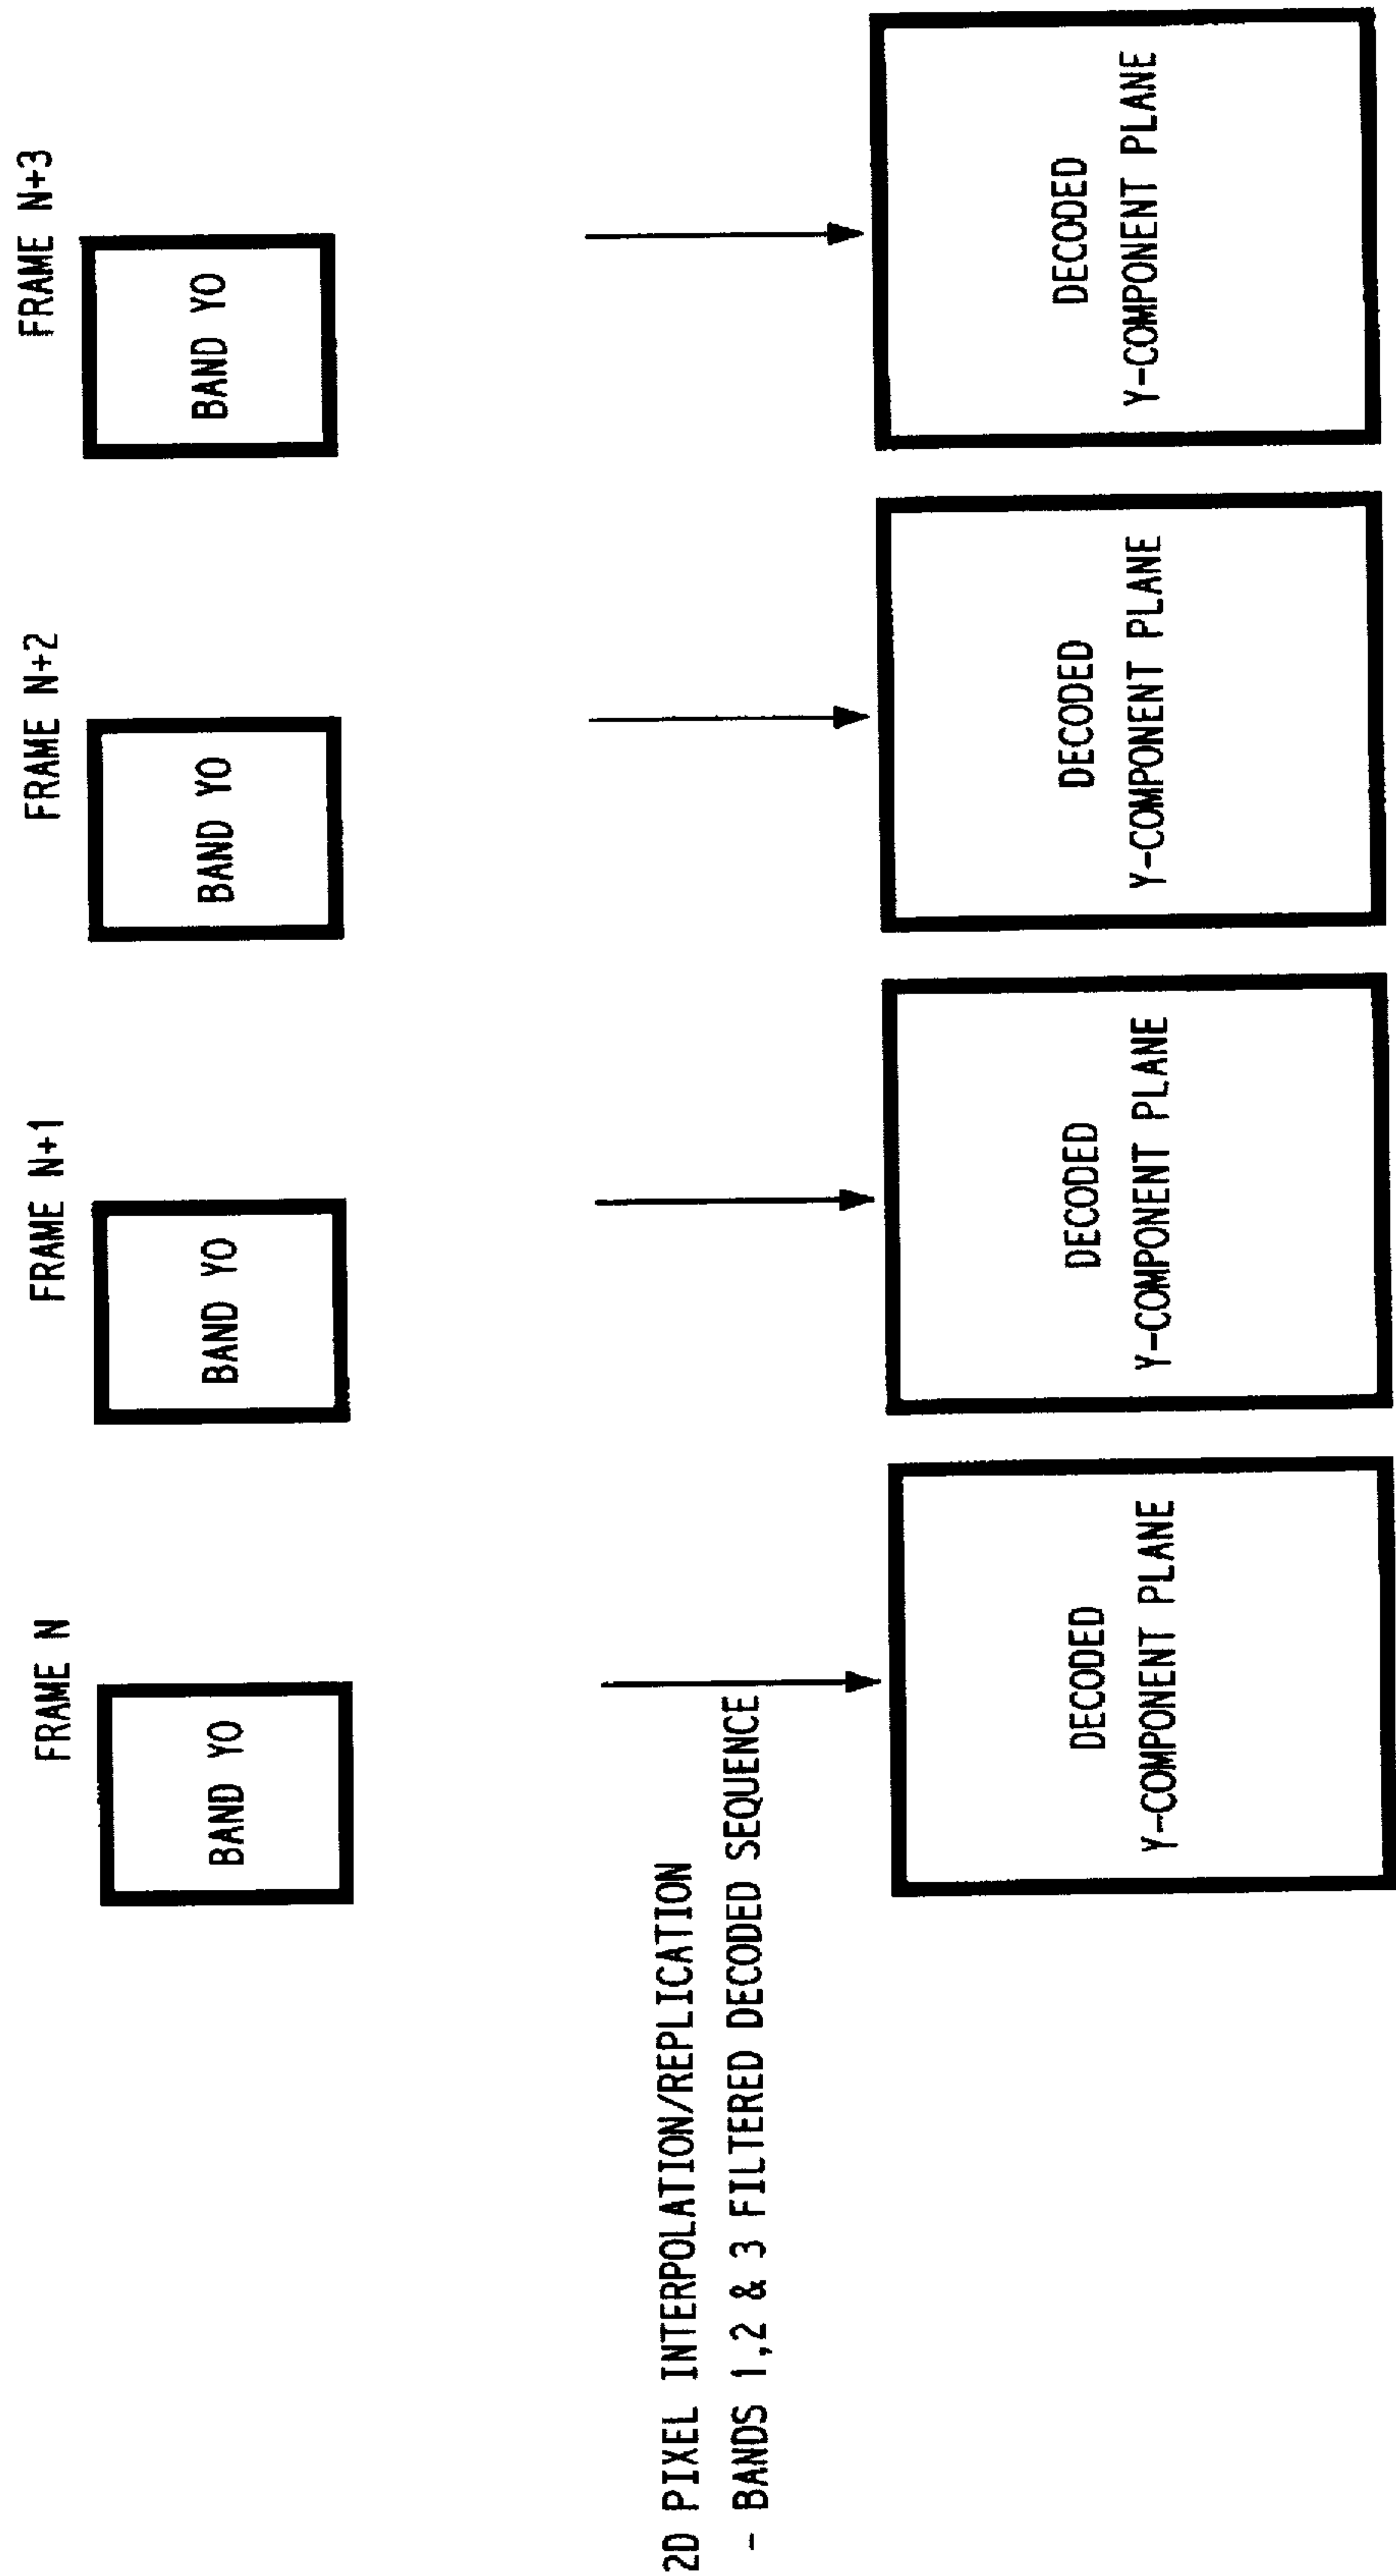 FRAME N
FRAME N+1
FRAME N+2
FRAME N+3
BAND YO
BAND YO
BAND YO
BAND YO
2D PIXEL INTERPOLATION/REPLICATION
- BANDS 1,2 & 3 FILTERED DECODED SEQUENCE
DECODED
Y-COMPONENT PLANE
DECODED
Y-COMPONENT PLANE
DECODED
Y-COMPONENT PLANE
DECODED
Y-COMPONENT PLANE